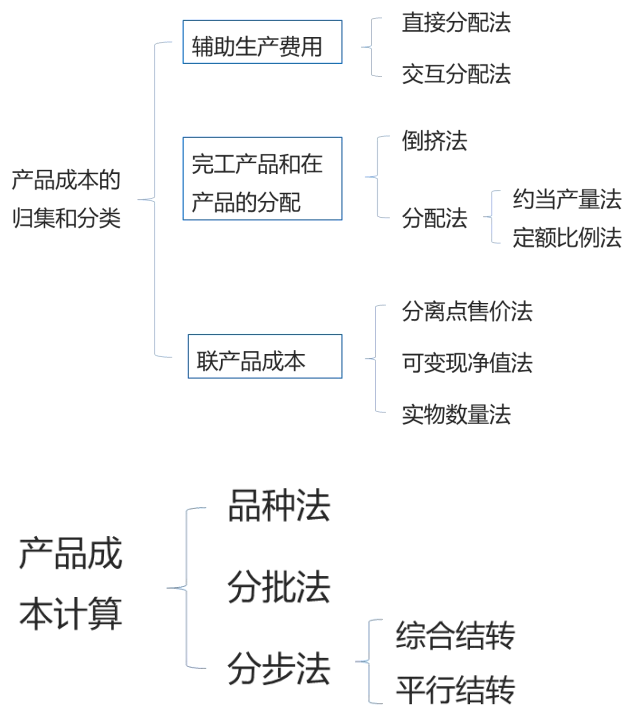 产品成本的
归集和分类
辅助生产费用
直接分配法
交互分配法
完工产品和在
产品的分配
倒挤法
分配法
约当产量法
定额比例法
联产品成本
分离点售价法
可变现净值法
实物数量法
产品成
本计算
品种法
分批法
分步法
综合结转
平行结转